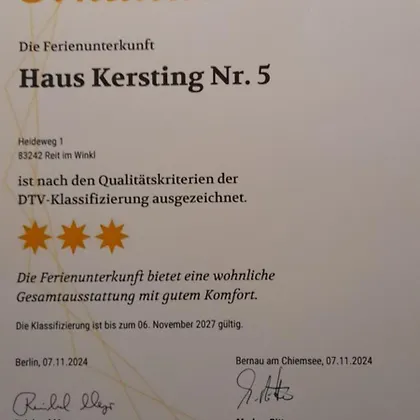 Die Ferienunterkunft
Haus Kersting Nr. 5
Heideweg 1
83242 Reit im Winkl
ist nach den Qualitätskriterien der
DTV-Klassifizierung ausgezeichnet.
Die Ferienunterkunft bietet eine wohnliche
Gesamtausstattung mit gutem Komfort.
Die Klassifizierung ist bis zum 06. November 2027 gültig.
Berlin, 07.11.2024
Bernau am Chiemsee, 07.11.2024